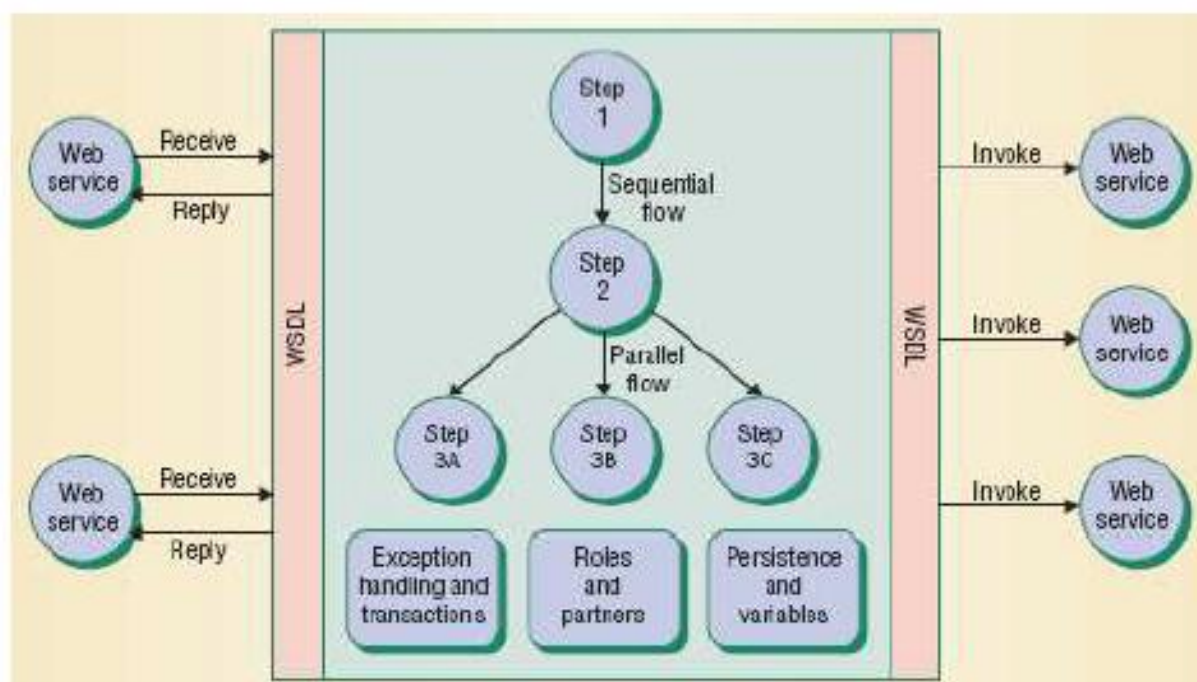 Step
1
Web
service
Receive
Reply
Sequential
flow
Invoke
Web
service
Step
2
WSDL
WSDL
Invoke
Web
service
Parallel
flow
Step
3A
Step
3B
Step
3C
Web
service
Receive
Reply
Invoke
Web
service
Exception
handling and
transactions
Roles
and
partners
Persistence
and
variables